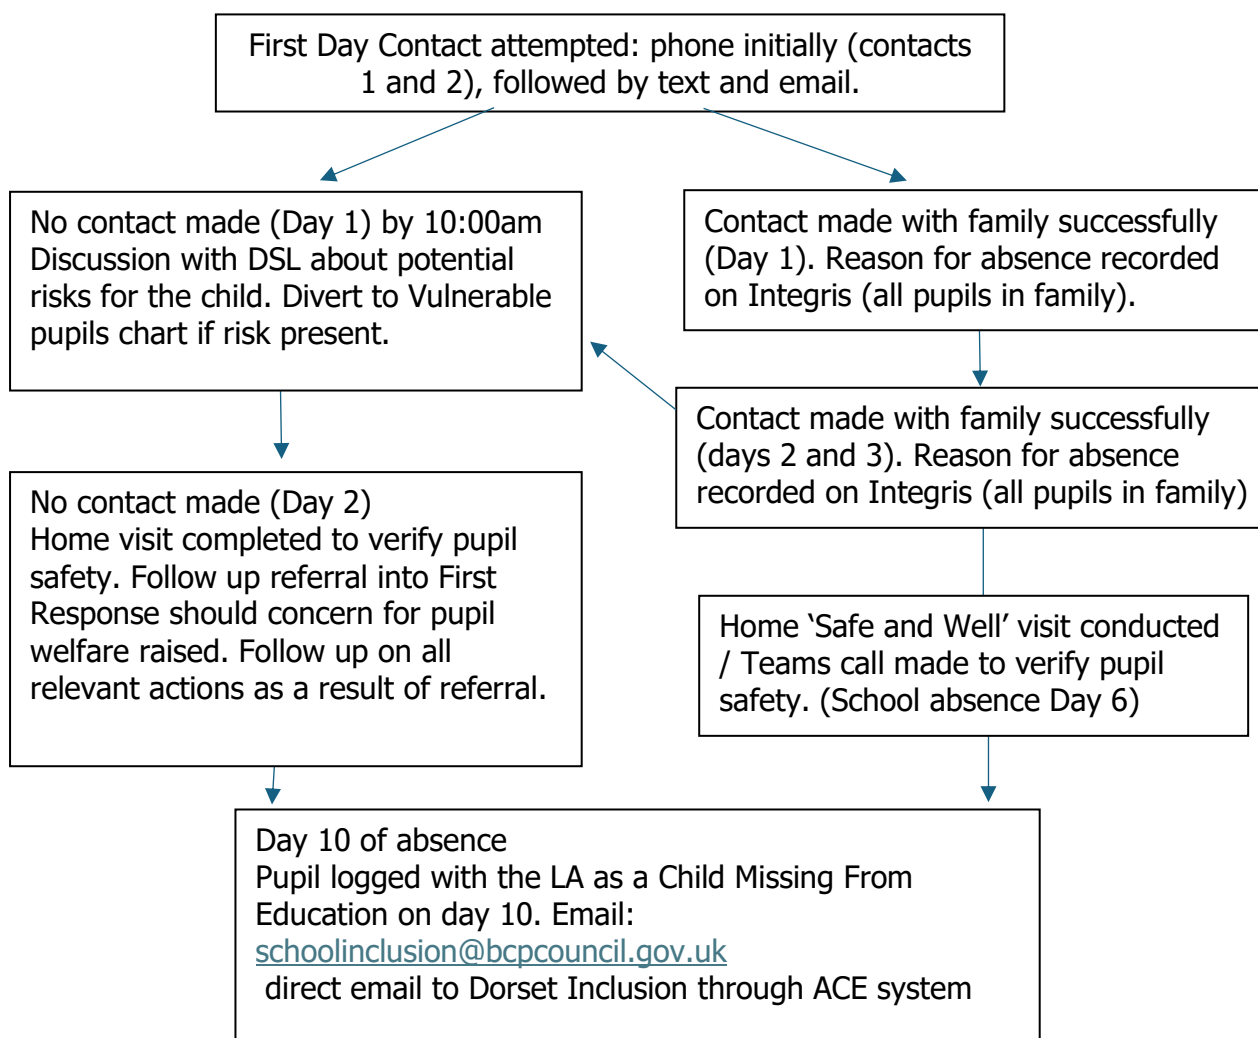 First Day Contact attempted: phone initially (contacts
1 and 2), followed by text and email.
No contact made (Day 1) by 10:00am
Discussion with DSL about potential
risks for the child. Divert to Vulnerable
pupils chart if risk present.
Contact made with family successfully
(Day 1). Reason for absence recorded
on Integris (all pupils in family).
Contact made with family successfully
(days 2 and 3). Reason for absence
recorded on Integris (all pupils in family)
No contact made (Day 2)
Home visit completed to verify pupil
safety. Follow up referral into First
Response should concern for pupil
welfare raised. Follow up on all
relevant actions as a result of referral.
Home ‘Safe and Well’ visit conducted
/ Teams call made to verify pupil
safety. (School absence Day 6)
Day 10 of absence
Pupil logged with the LA as a Child Missing From
Education on day 10. Email:
schoolinclusion@bcpcouncil.gov.uk
direct email to Dorset Inclusion through ACE system